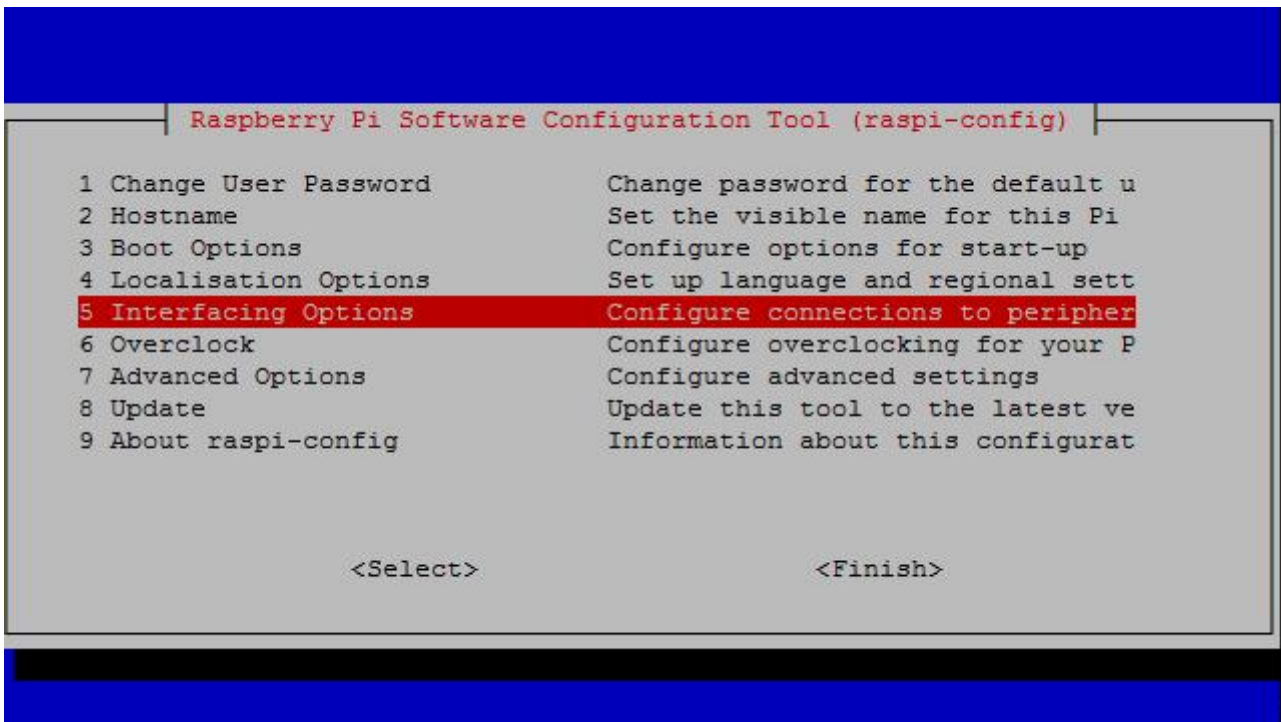 Raspberry Pi Software Configuration Tool (raspi-config)
1 Change User Password Change password for the default u
2 Hostname Set the visible name for this Pi
3 Boot Options Configure options for start-up
4 Localisation Options Set up language and regional sett
5 Interfacing Options Configure connections to peripher
6 Overclock Configure overclocking for your P
7 Advanced Options Configure advanced settings
8 Update Update this tool to the latest ve
9 About raspi-config Information about this configurat
<Select> <Finish>